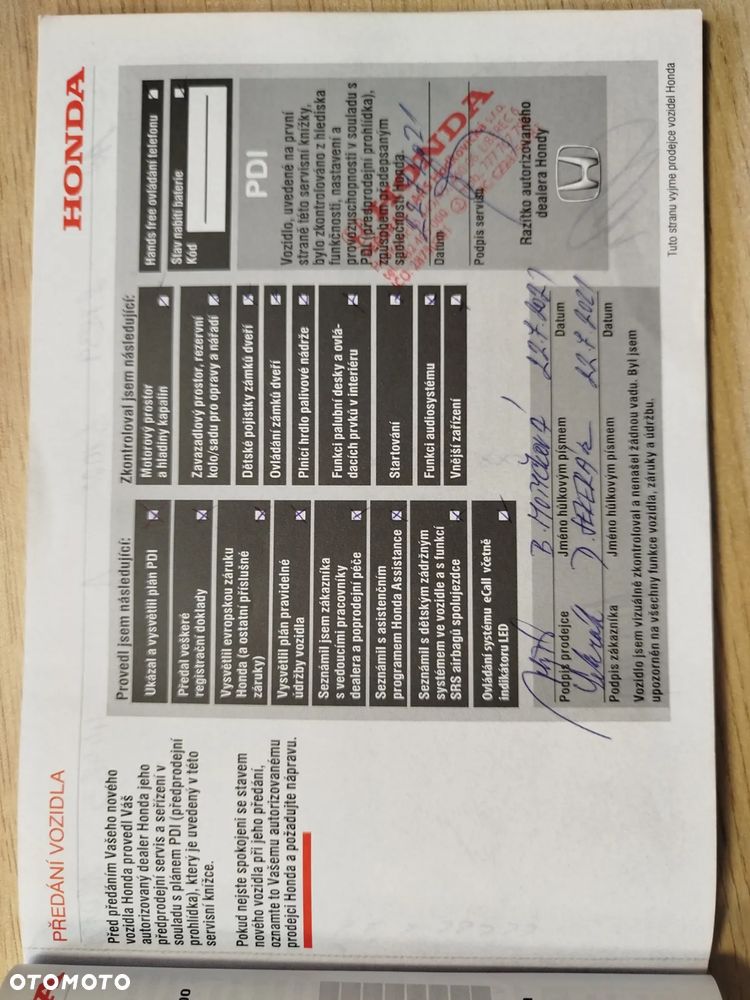 PŘEDÁNÍ VOZIDLA
HONDA
Před předáním Vašeho nového
vozidla Honda provedl Váš
autorizovaný dealer Honda jeho
předprodejní servis a seřízení v
souladu s plánem PDI (předprodejní
prohlídka), který je uvedený v této
servisní knížce.
Pokud nejste spokojeni se stavem
nového vozidla při jeho předání,
oznamte to Vašemu autorizovanému
prodejci Honda a požadujte nápravu.
Provedl jsem následující:
Ukázal a vysvětlil plán PDI
Předal veškeré
registrační doklady
Vysvětlil evropskou záruku
Honda (a ostatní příslušné
záruky)
Vysvětlil plán pravidelné
údržby vozidla
Seznámil jsem zákazníka
s vedoucími pracovníky
dealera a poprodejní péče
Seznámil s asistenčním
programem Honda Assistance
Seznámil s dětským zádržným
systémem ve vozidle a s funkcí
SRS airbagů spolujezdce
Ovládání systému eCall včetně
indikátoru LED
Zkontroloval jsem následující:
Motorový prostor
a hladiny kapalin
Zavazadlový prostor, rezervní
kolo/sadu pro opravy a nářadí
Dětské pojistky zámků dveří
Ovládání zámků dveří
Plnicí hrdlo palivové nádrže
Funkci palubní desky a ovlá-
dacích prvků v interiéru
Startování
Funkci audiosystému
Vnější zařízení
Hands free ovládání telefonu
Stav nabití baterie
Kód
PDI
Vozidlo, uvedené na první
straně této servisní knížky,
bylo zkontrolováno z hlediska
funkčnosti, nastavení a
provozuschopnosti v souladu s
PDI (předprodejní prohlídka),
způsobem předepsaným
společností Honda.
HONDA
Datum
Podpis servisu
Razítko autorizovaného
dealera Hondy
22.7.2021
Podpis prodejce
Jméno hůlkovým písmem
Datum
22.7.2021
Podpis zákazníka
Jméno hůlkovým písmem
Datum
Vozidlo jsem vizuálně zkontroloval a nenašel žádnou vadu. Byl jsem
upozorněn na všechny funkce vozidla, záruky a údržbu.
Tuto stranu vyjme prodejce vozidel Honda
OTOMOTO